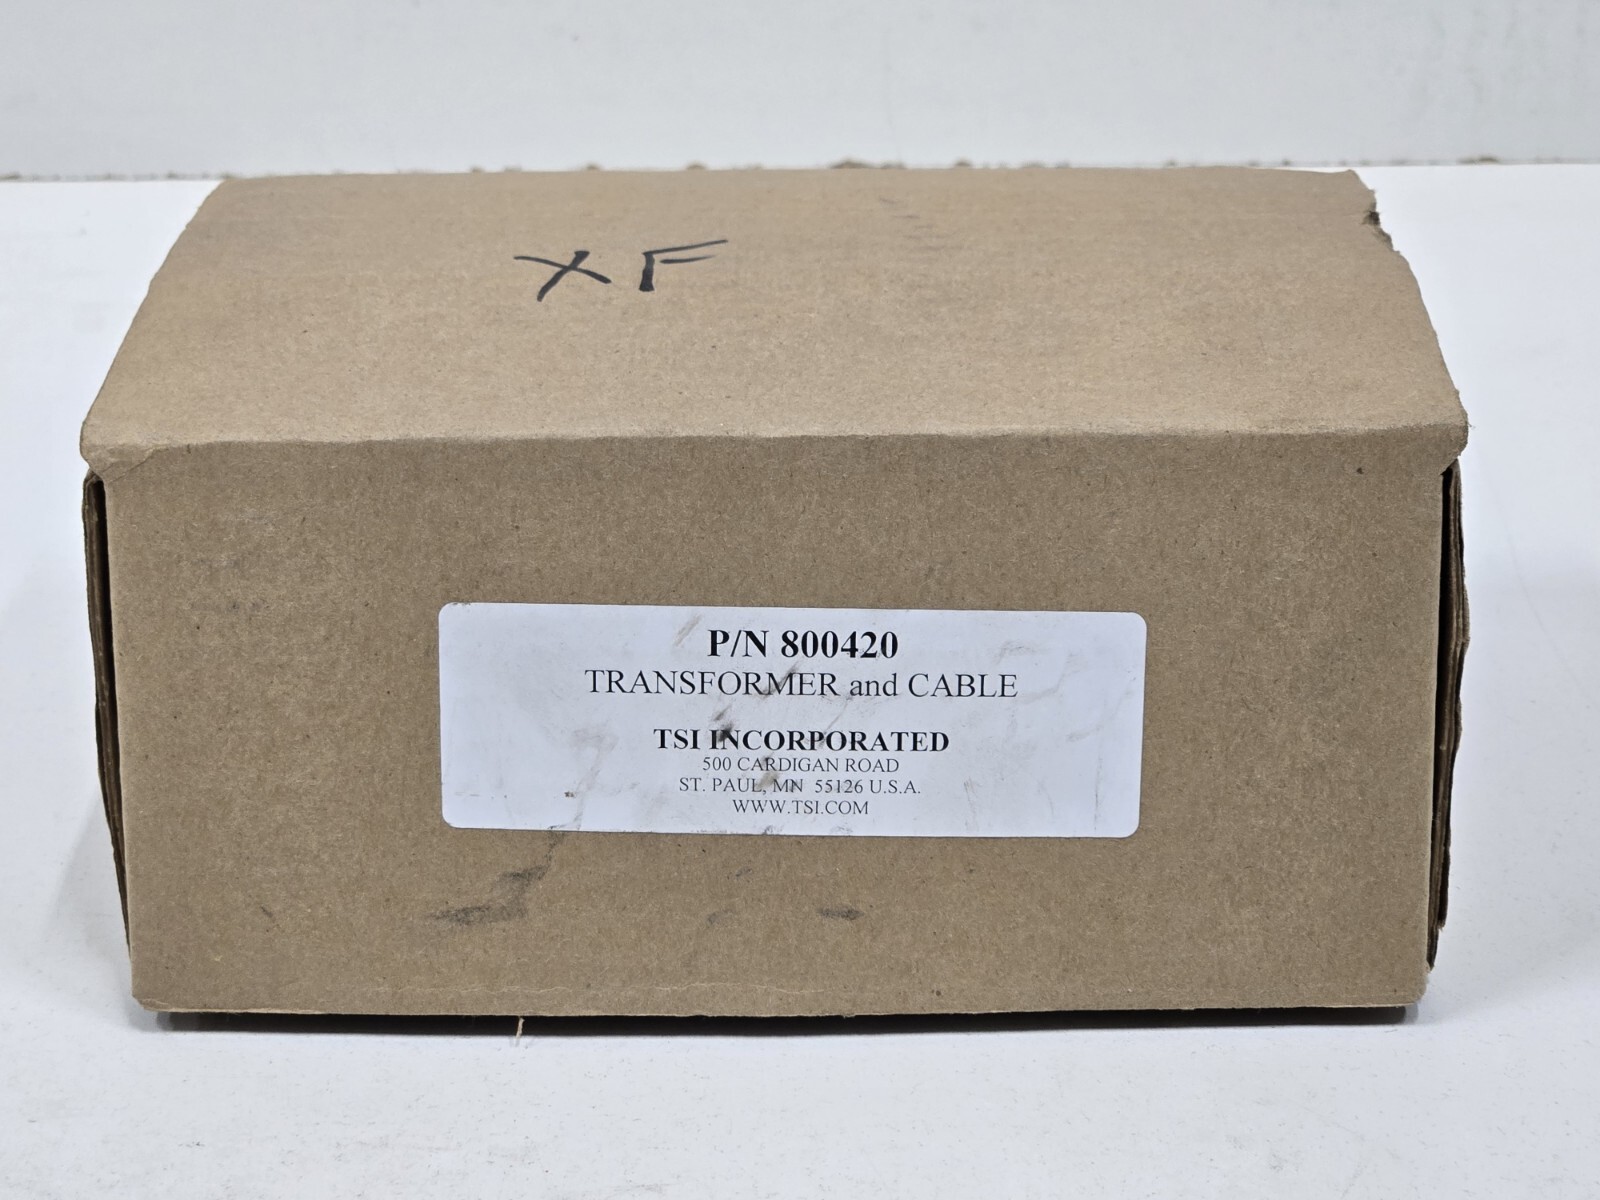 XF
P/N 800420
TRANSFORMER and CABLE
TSI INCORPORATED
500 CARDIGAN ROAD
ST. PAUL, MN 55126 U.S.A.
WWW.TSI.COM